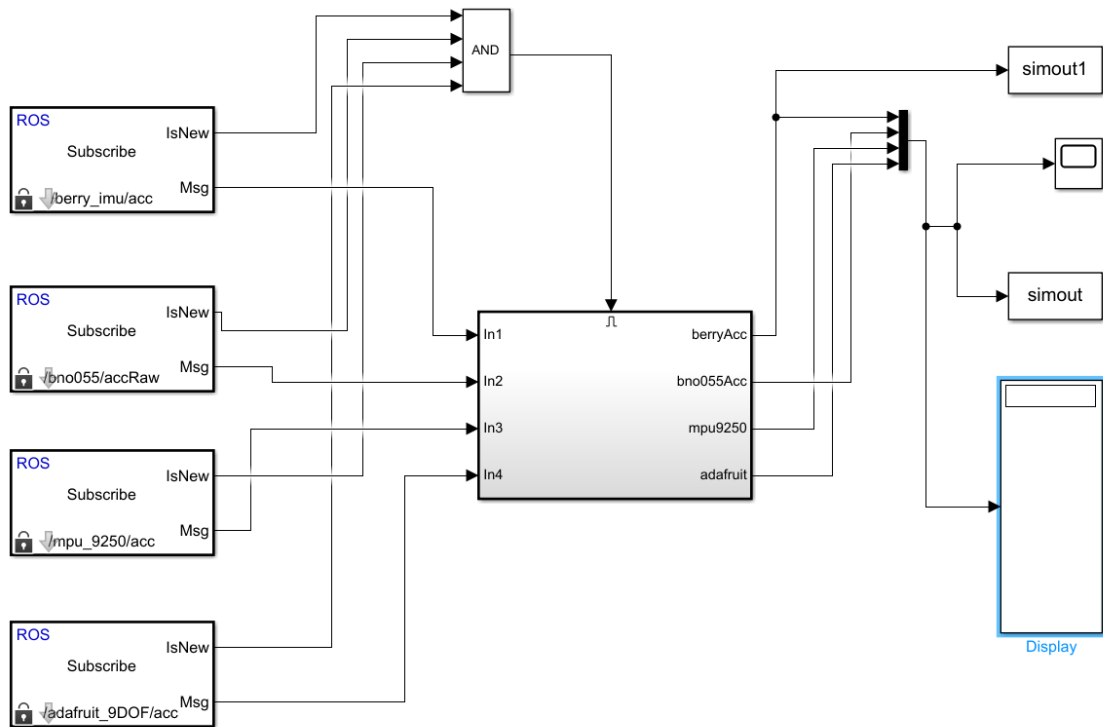 AND
simout1
ROS
IsNew
Subscribe
Msg
/berry_imu/acc
ROS
IsNew
Subscribe
Msg
/bno055/accRaw
ROS
IsNew
Subscribe
Msg
/mpu_9250/acc
ROS
IsNew
Subscribe
Msg
/adafruit_9DOF/acc
In1
In2
In3
In4
berryAcc
bno055Acc
mpu9250
adafruit
simout
Display